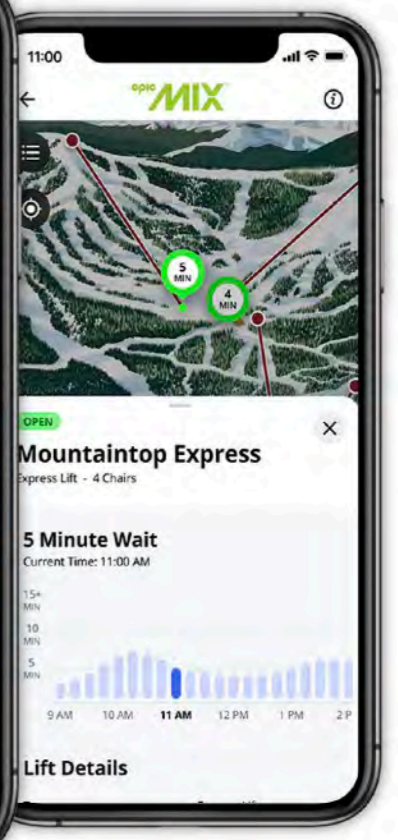 11:00
epic MIX
5
MIN
4
MIN
OPEN
Mountaintop Express
Express Lift - 4 Chairs
5 Minute Wait
Current Time: 11:00 AM
15+
MIN
10
MIN
5
MIN
9 AM 10 AM 11 AM 12 PM 1 PM 2 P
Lift Details